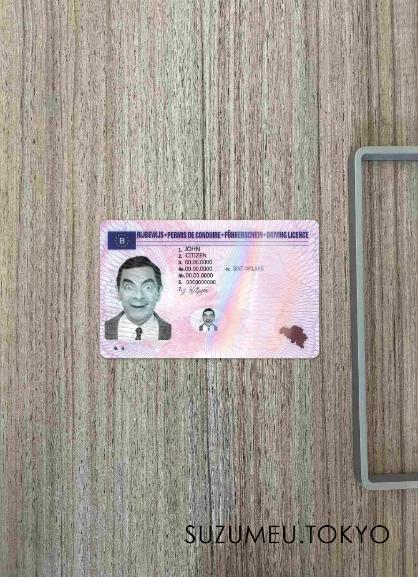 RIJBEWIJS • PERMIS DE CONDUIRE • FÜHRERSCHEIN • DRIVING LICENCE
B
1. JOHN
2. CITIZEN
3. 00.00.0000
4a.00.00.0000 4c SINT-NIKLAAS
4b.00.00.0000
5. 0000000000
7.
9. B
SUZUMEU.TOKYO